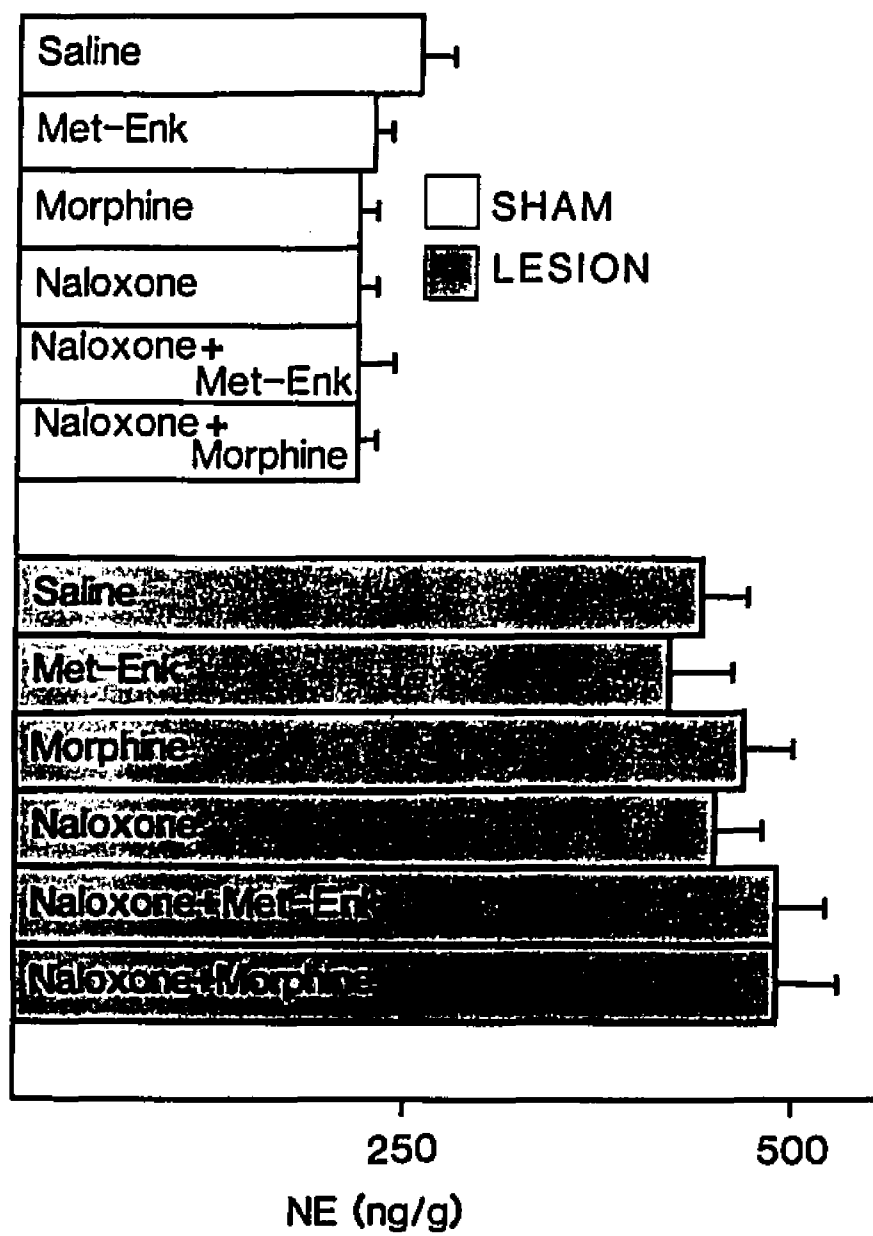 Saline
Met-Enk
Morphine
SHAM
Naloxone
LESION
Naloxone+
Met-Enk
Naloxone+
Morphine
Saline
Met-Enk
Morphine
Naloxone
Naloxone+Met-Enk
Naloxone+Morphine
250
500
NE (ng/g)